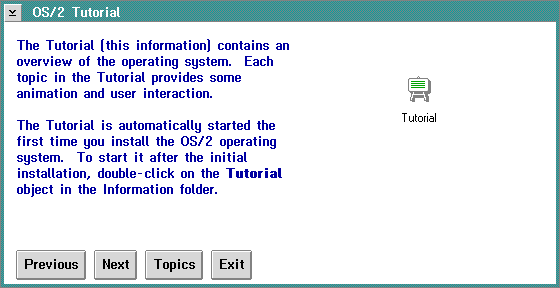 OS/2 Tutorial
The Tutorial (this information) contains an
overview of the operating system.  Each
topic in the Tutorial provides some
animation and user interaction.
Tutorial
The Tutorial is automatically started the
first time you install the OS/2 operating
system.  To start it after the initial
installation, double-click on the Tutorial
object in the Information folder.
Previous Next Topics Exit